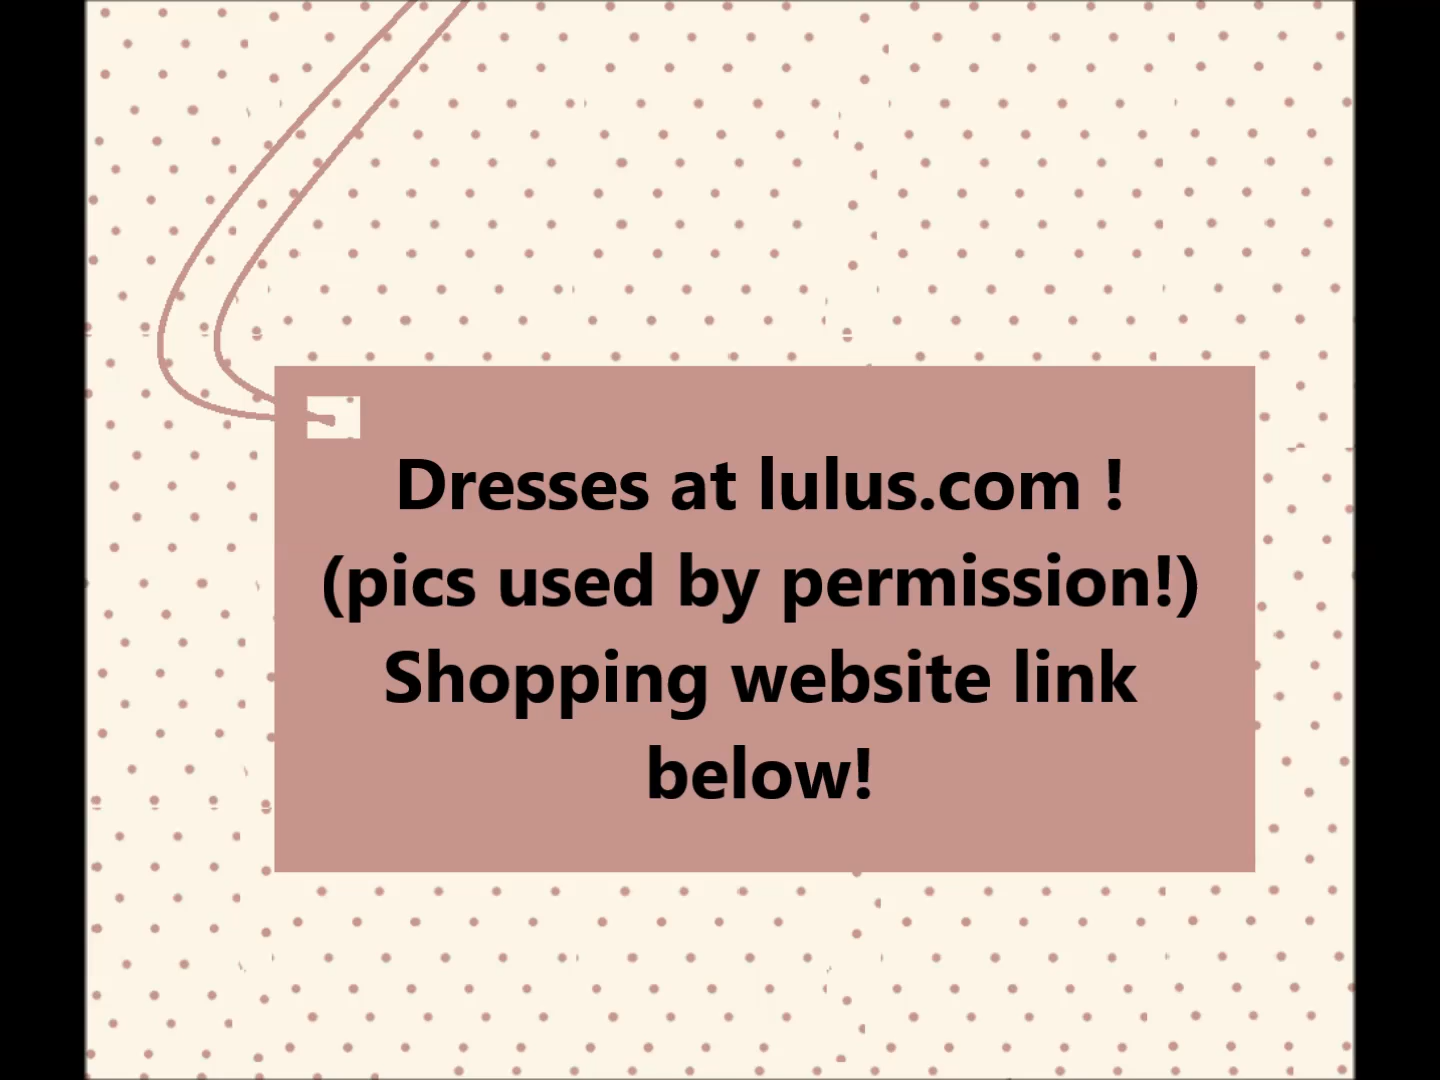 Dresses at lulus.com !
(pics used by permission!)
Shopping website link
below!